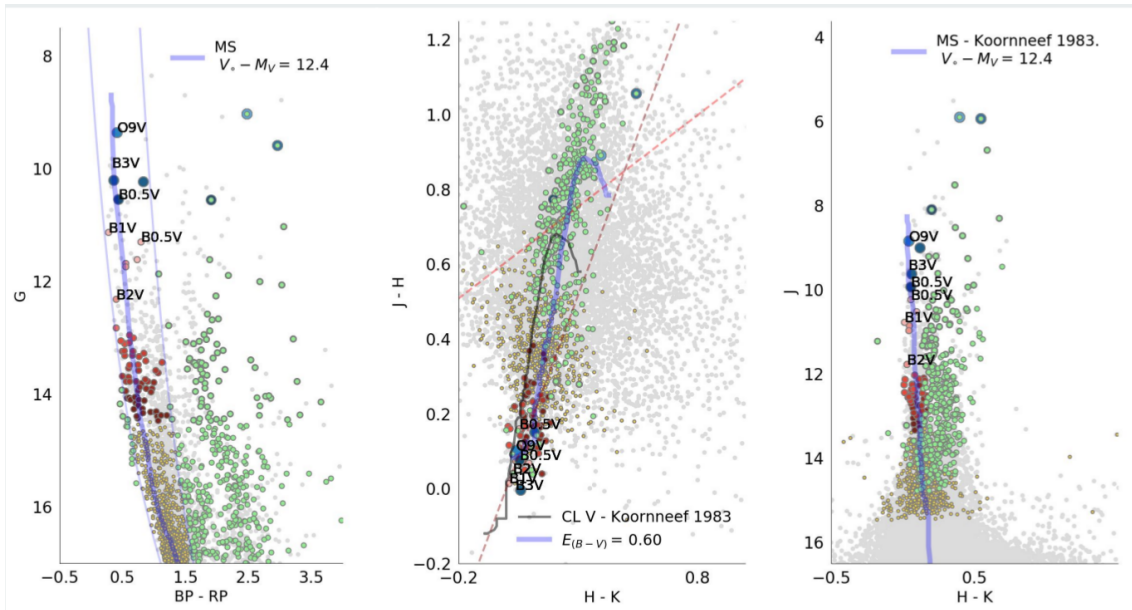 MS
V∘ − M_V = 12.4
8
10
12
14
16
G
O9V
B3V
B0.5V
B1V
B0.5V
B2V
−0.5
0.5
1.5
2.5
3.5
BP - RP
1.2
1.0
0.8
0.6
0.4
0.2
0.0
−0.2
J - H
B0.5V
O9V
B0.5V
B2V
B1V
B3V
CL V - Koornneef 1983
E(B − V) = 0.60
−0.2
0.8
H - K
MS - Koornneef 1983.
V∘ − M_V = 12.4
4
6
8
10
12
14
16
J
O9V
B3V
B0.5V
B0.5V
B1V
B2V
−0.5
0.5
H - K